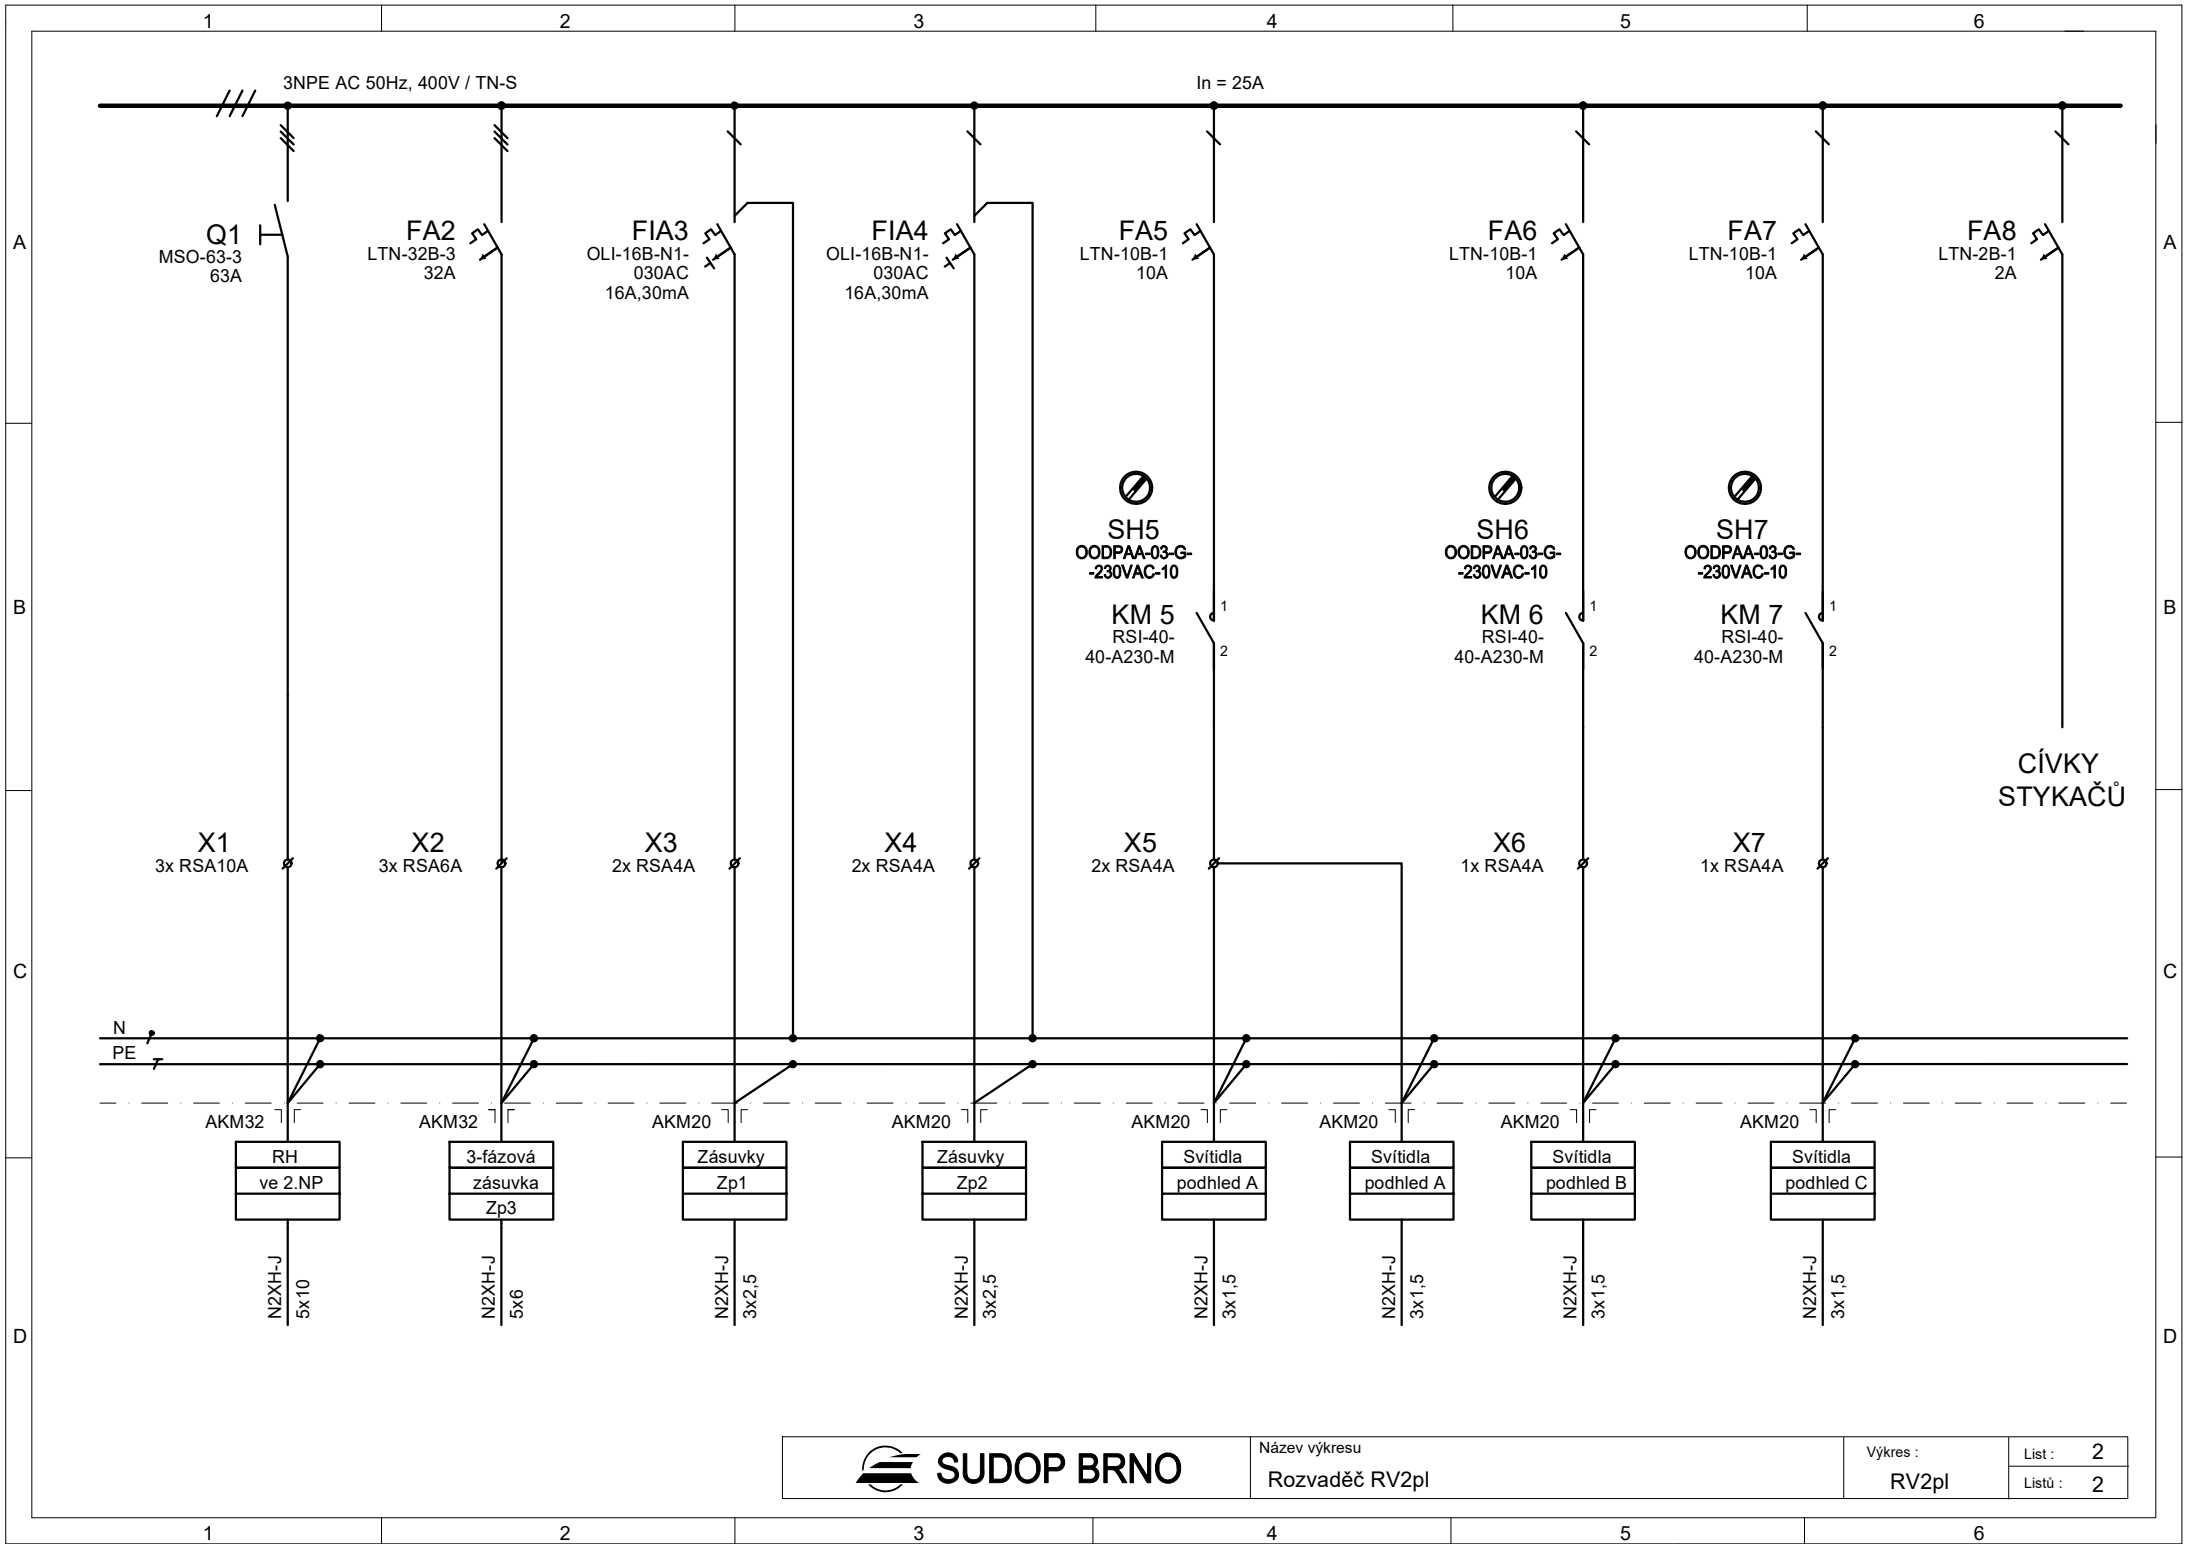 1 2 3 4 5 6
3NPE AC 50Hz, 400V / TN-S
In = 25A
A
A
Q1
MSO-63-3
63A
FA2
LTN-32B-3
32A
FIA3
OLI-16B-N1-
030AC
16A,30mA
FIA4
OLI-16B-N1-
030AC
16A,30mA
FA5
LTN-10B-1
10A
FA6
LTN-10B-1
10A
FA7
LTN-10B-1
10A
FA8
LTN-2B-1
2A
SH5
OODPAA-03-G-
-230VAC-10
SH6
OODPAA-03-G-
-230VAC-10
SH7
OODPAA-03-G-
-230VAC-10
B
B
KM 5
RSI-40-
40-A230-M
1
2
KM 6
RSI-40-
40-A230-M
1
2
KM 7
RSI-40-
40-A230-M
1
2
CÍVKY
STYKAČŮ
X1
3x RSA10A
X2
3x RSA6A
X3
2x RSA4A
X4
2x RSA4A
X5
2x RSA4A
X6
1x RSA4A
X7
1x RSA4A
C
C
N
PE
AKM32
AKM32
AKM20
AKM20
AKM20
AKM20
AKM20
AKM20
RH
ve 2.NP
3-fázová
zásuvka
Zp3
Zásuvky
Zp1
Zásuvky
Zp2
Svítidla
podhled A
Svítidla
podhled A
Svítidla
podhled B
Svítidla
podhled C
N2XH-J
5x10
N2XH-J
5x6
N2XH-J
3x2,5
N2XH-J
3x2,5
N2XH-J
3x1,5
N2XH-J
3x1,5
N2XH-J
3x1,5
N2XH-J
3x1,5
D
D
SUDOP BRNO
Název výkresu
Rozvaděč RV2pl
Výkres :
RV2pl
List : 2
Listů : 2
1 2 3 4 5 6